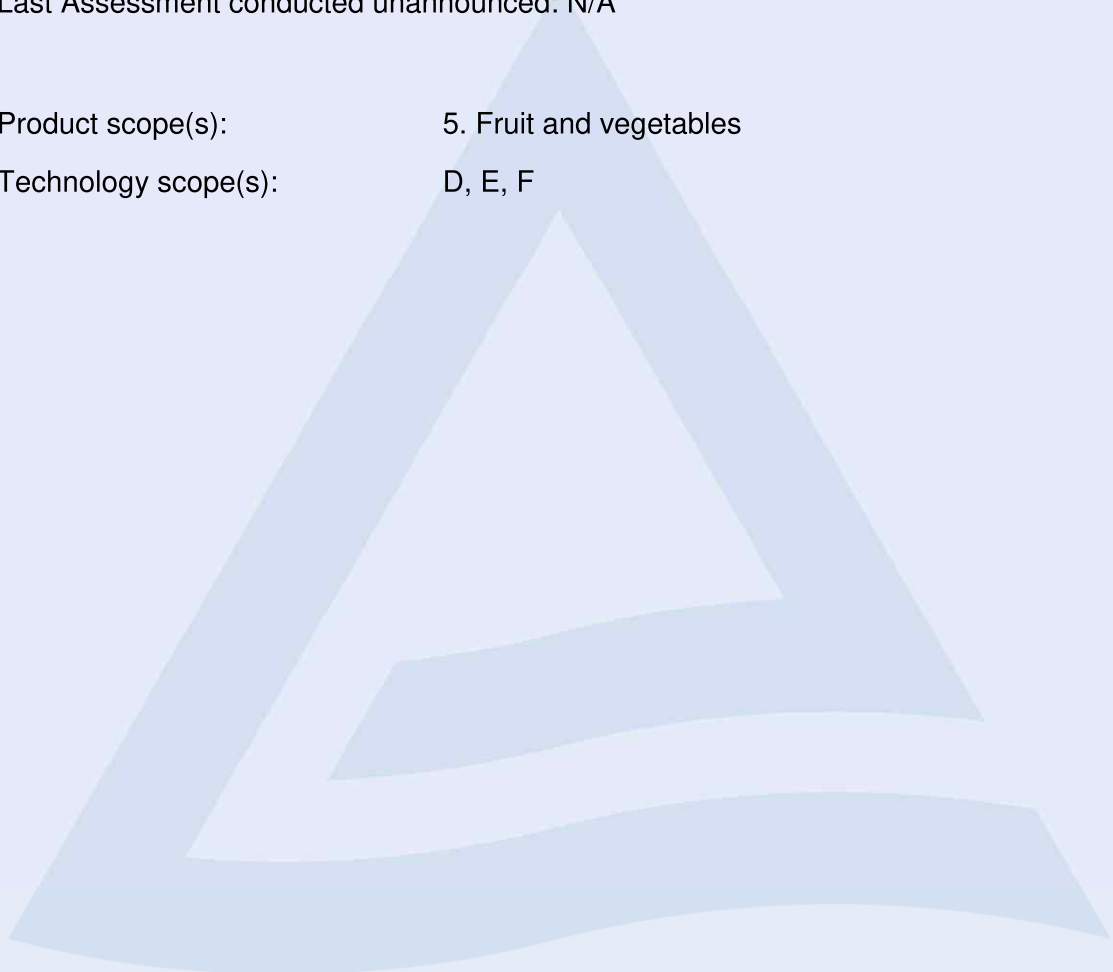 Last Assessment conducted unannounced: N/A
Product scope(s): 5. Fruit and vegetables
Technology scope(s): D, E, F